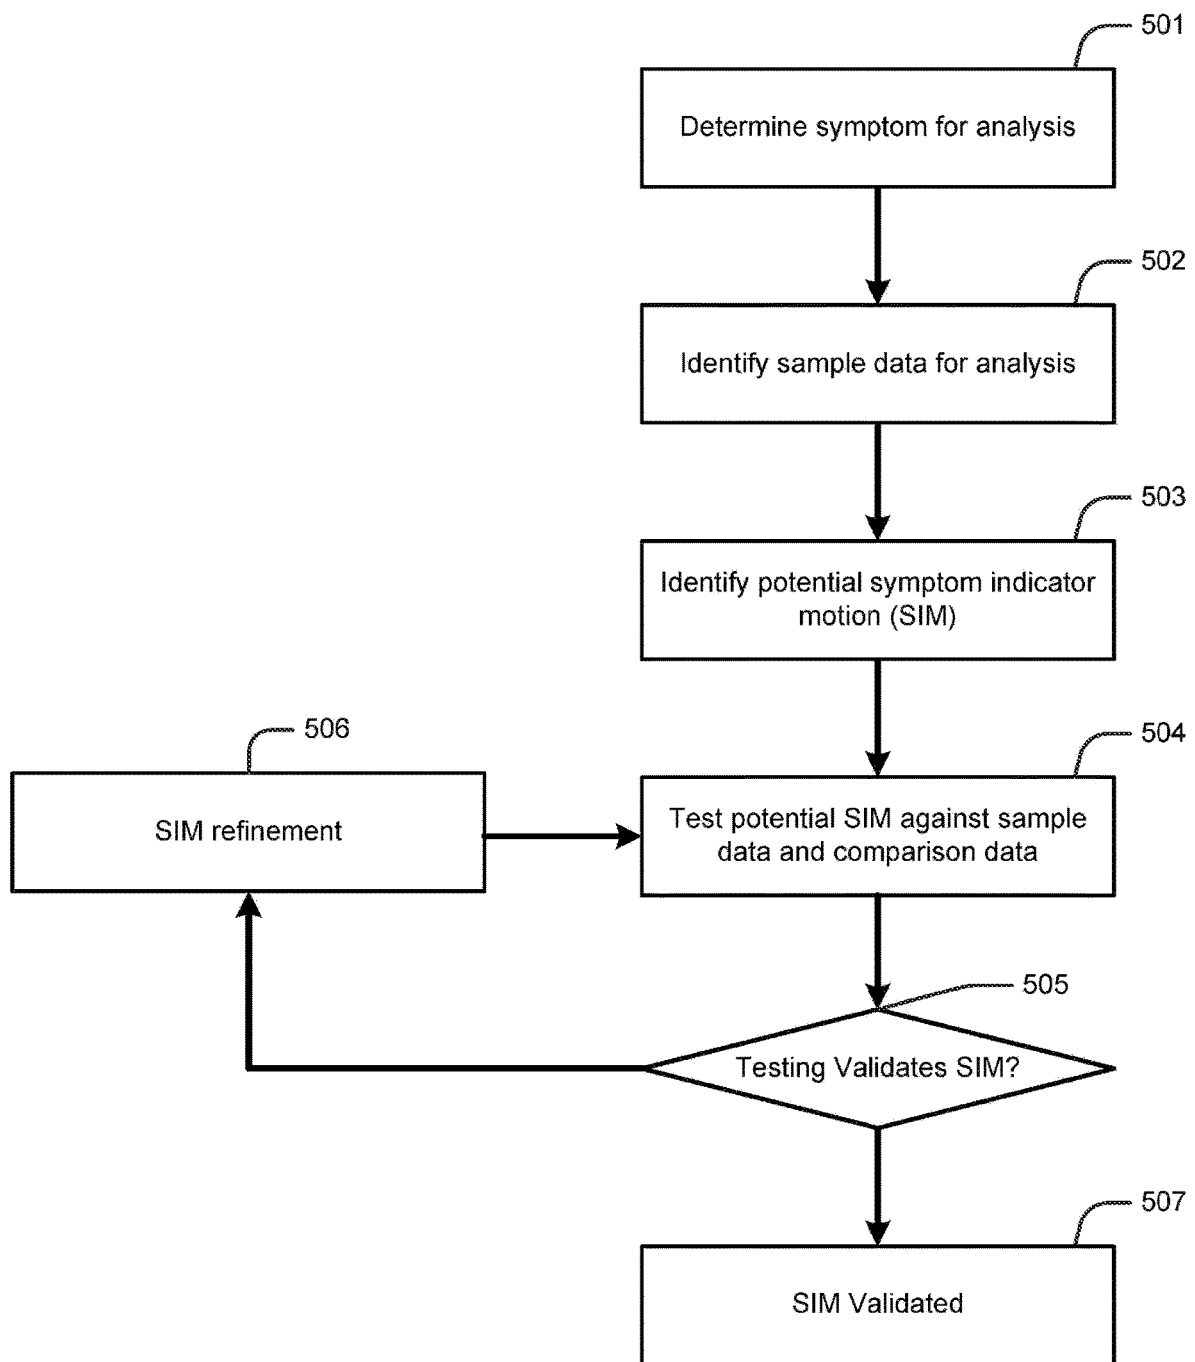 501
Determine symptom for analysis
502
Identify sample data for analysis
503
Identify potential symptom indicator
motion (SIM)
506
504
SIM refinement
Test potential SIM against sample
data and comparison data
505
Testing Validates SIM?
507
SIM Validated